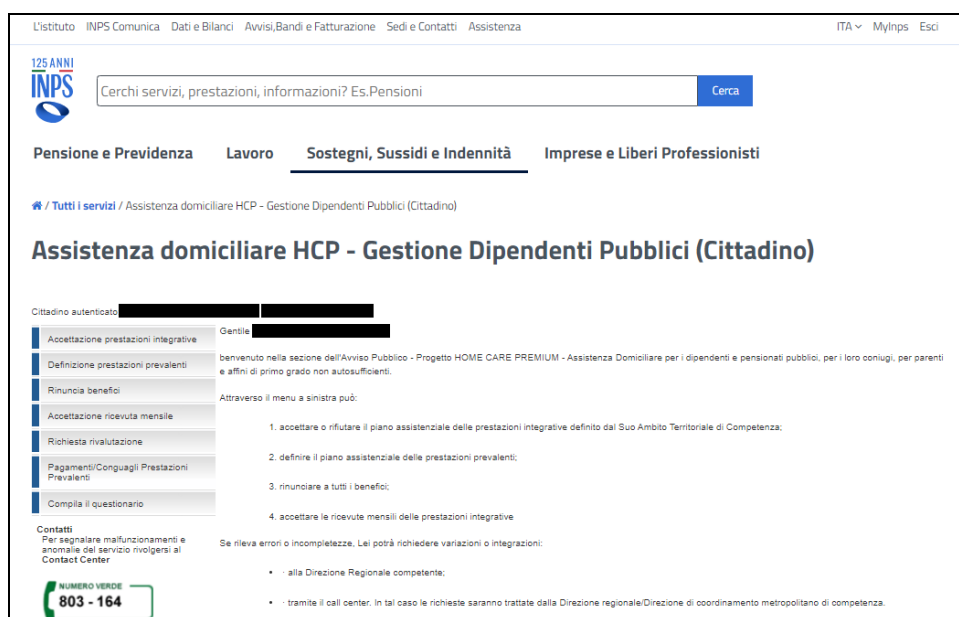 L'istituto INPS Comunica Dati e Bilanci Avvisi,Bandi e Fatturazione Sedi e Contatti Assistenza ITA MyInps Esci
125 ANNI
INPS
Cerchi servizi, prestazioni, informazioni? Es.Pensioni Cerca
Pensione e Previdenza Lavoro Sostegni, Sussidi e Indennità Imprese e Liberi Professionisti
/ Tutti i servizi / Assistenza domiciliare HCP - Gestione Dipendenti Pubblici (Cittadino)
Assistenza domiciliare HCP - Gestione Dipendenti Pubblici (Cittadino)
Cittadino autenticato
Accettazione prestazioni integrative
Definizione prestazioni prevalenti
Rinuncia benefici
Accettazione ricevuta mensile
Richiesta rivalutazione
Pagamenti/Conguagli Prestazioni
Prevalenti
Compila il questionario
Contatti
Per segnalare malfunzionamenti e
anomalie del servizio rivolgersi al
Contact Center
NUMERO VERDE
803 - 164
Gentile
benvenuto nella sezione dell'Avviso Pubblico - Progetto HOME CARE PREMIUM - Assistenza Domiciliare per i dipendenti e pensionati pubblici, per i loro coniugi, per parenti
e affini di primo grado non autosufficienti.
Attraverso il menu a sinistra può:
1. accettare o rifiutare il piano assistenziale delle prestazioni integrative definito dal Suo Ambito Territoriale di Competenza;
2. definire il piano assistenziale delle prestazioni prevalenti;
3. rinunciare a tutti i benefici;
4. accettare le ricevute mensili delle prestazioni integrative
Se rileva errori o incompletezze, Lei potrà richiedere variazioni o integrazioni:
• · alla Direzione Regionale competente;
• · tramite il call center. In tal caso le richieste saranno trattate dalla Direzione regionale/Direzione di coordinamento metropolitano di competenza.